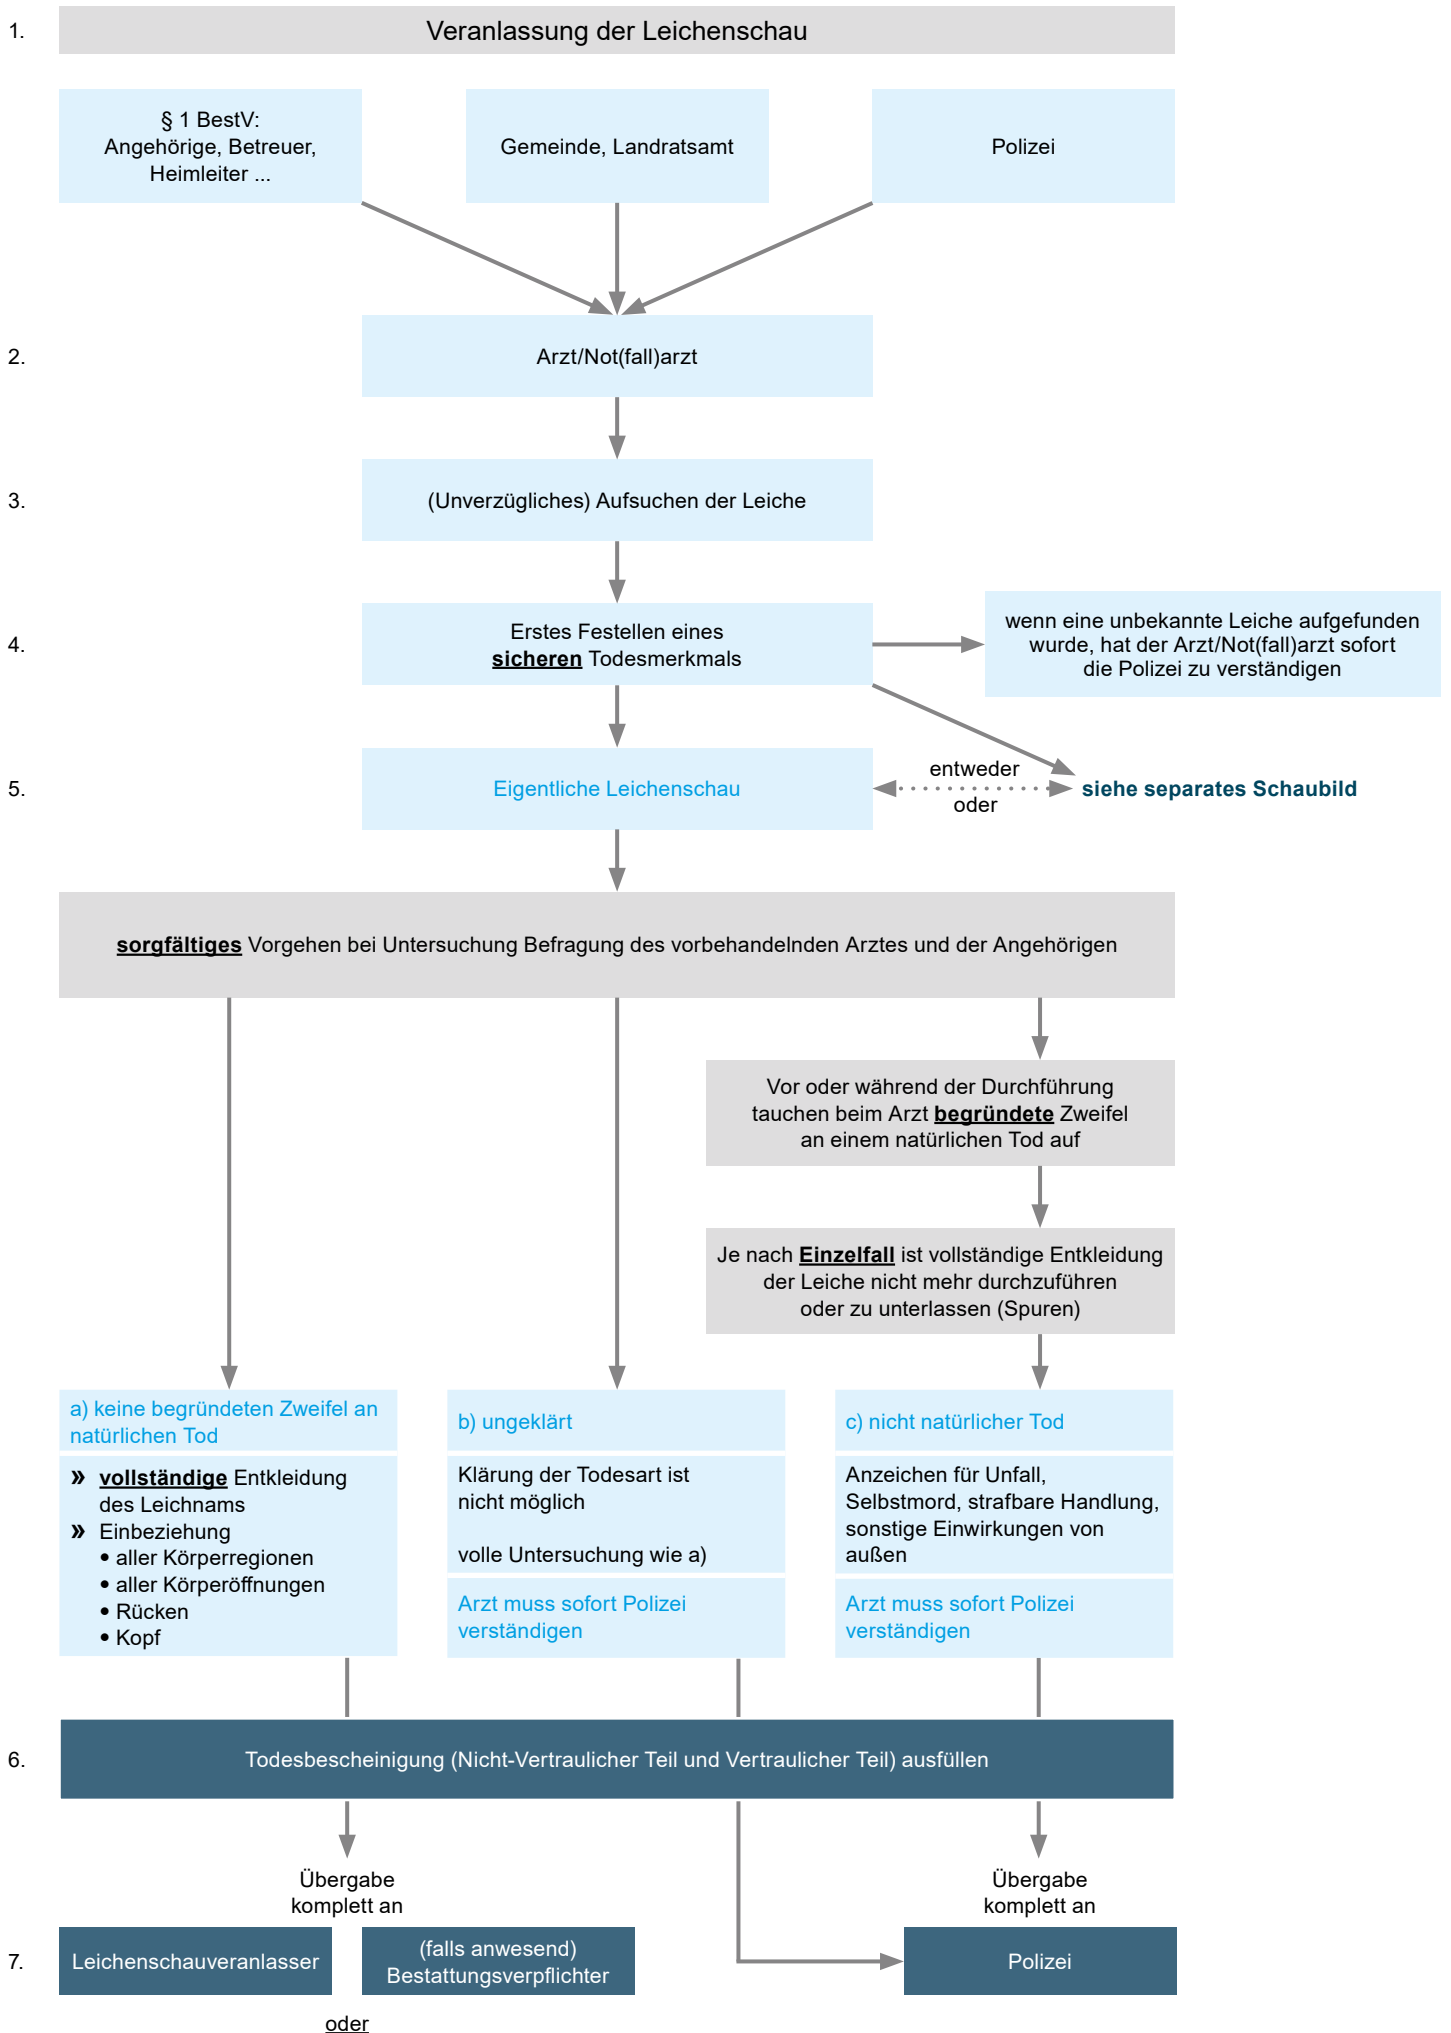 1.
Veranlassung der Leichenschau
§ 1 BestV:
Angehörige, Betreuer,
Heimleiter ...
Gemeinde, Landratsamt
Polizei
2.
Arzt/Not(fall)arzt
3.
(Unverzügliches) Aufsuchen der Leiche
4.
Erstes Festellen eines
sicheren Todesmerkmals
wenn eine unbekannte Leiche aufgefunden
wurde, hat der Arzt/Not(fall)arzt sofort
die Polizei zu verständigen
5.
Eigentliche Leichenschau
entweder
oder
siehe separates Schaubild
sorgfältiges Vorgehen bei Untersuchung Befragung des vorbehandelnden Arztes und der Angehörigen
Vor oder während der Durchführung
tauchen beim Arzt begründete Zweifel
an einem natürlichen Tod auf
Je nach Einzelfall ist vollständige Entkleidung
der Leiche nicht mehr durchzuführen
oder zu unterlassen (Spuren)
a) keine begründeten Zweifel an
natürlichen Tod
» vollständige Entkleidung
des Leichnams
» Einbeziehung
• aller Körperregionen
• aller Körperöffnungen
• Rücken
• Kopf
b) ungeklärt
Klärung der Todesart ist
nicht möglich
volle Untersuchung wie a)
Arzt muss sofort Polizei
verständigen
c) nicht natürlicher Tod
Anzeichen für Unfall,
Selbstmord, strafbare Handlung,
sonstige Einwirkungen von
außen
Arzt muss sofort Polizei
verständigen
6.
Todesbescheinigung (Nicht-Vertraulicher Teil und Vertraulicher Teil) ausfüllen
Übergabe
komplett an
Übergabe
komplett an
7.
Leichenschauveranlasser
(falls anwesend)
Bestattungsverpflichter
Polizei
oder